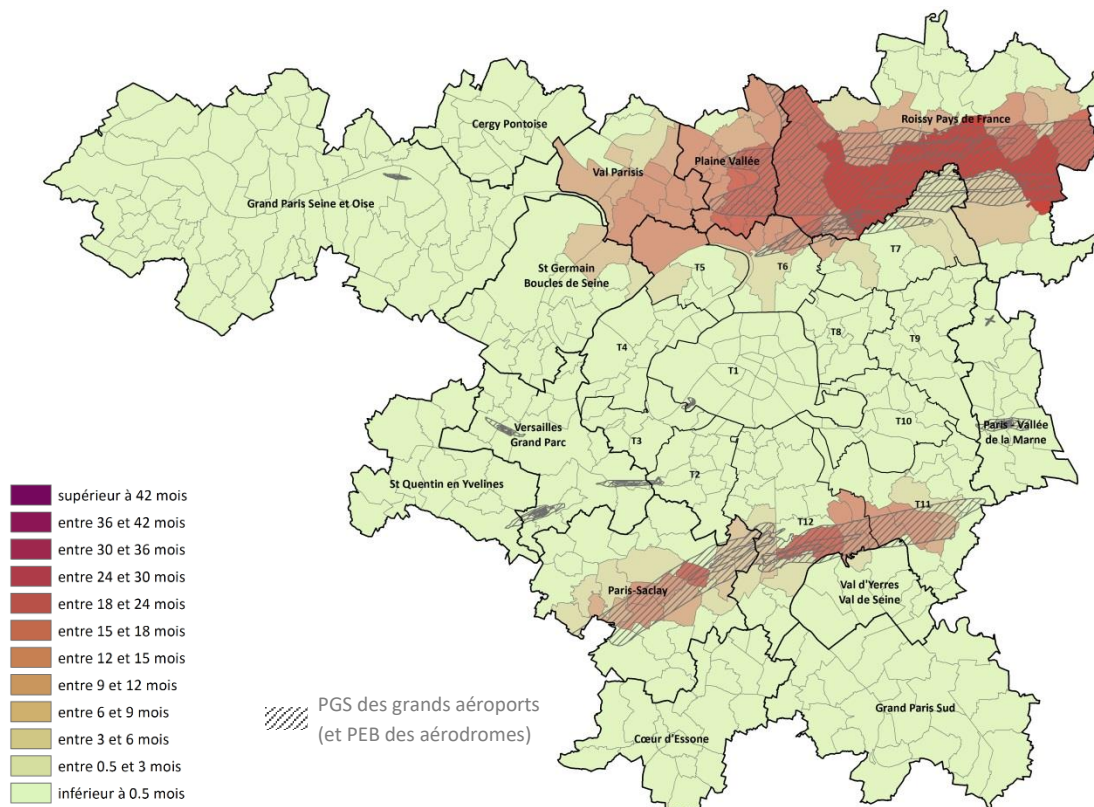 Cergy Pontoise
Roissy Pays de France
Plaine Vallée
Val Parisis
Grand Paris Seine et Oise
T7
St Germain
Boucles de Seine
T5
T6
T4
T8
T9
T1
T10
Versailles
Grand Parc
T3
Paris - Vallée
de la Marne
T2
St Quentin en Yvelines
T11
T12
Paris-Saclay
Val d'Yerres
Val de Seine
Grand Paris Sud
Cœur d'Essone
supérieur à 42 mois
entre 36 et 42 mois
entre 30 et 36 mois
entre 24 et 30 mois
entre 18 et 24 mois
entre 15 et 18 mois
entre 12 et 15 mois
entre 9 et 12 mois
entre 6 et 9 mois
entre 3 et 6 mois
entre 0.5 et 3 mois
inférieur à 0.5 mois
PGS des grands aéroports
(et PEB des aérodromes)